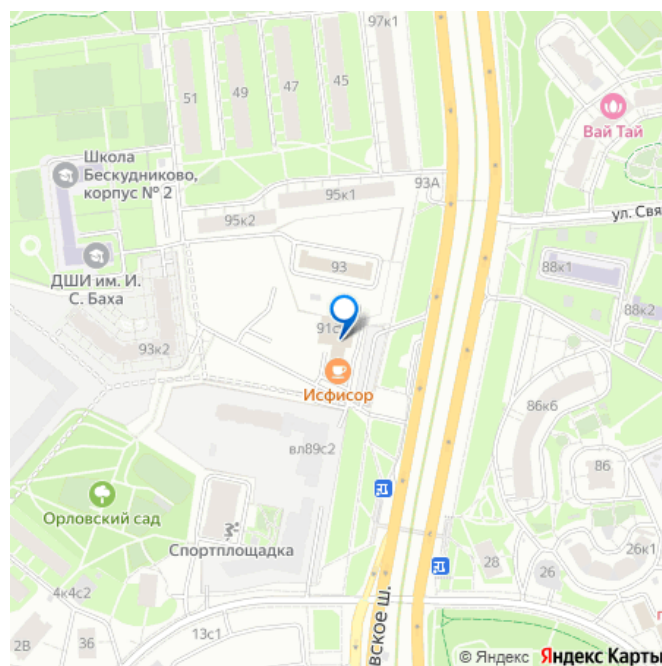 97к1
51
49
47
45
Вай Тай
Школа
Бескудниково,
корпус № 2
93А
95к1
95к2
ул. Свя
ДШИ им. И.
С. Баха
93
88к1
88к2
91с
93к2
Исфисор
86к6
вл89с2
86
Орловский сад
Спортплощадка
26к1
28
26
4к4с2
2В
36
13с1
вское ш.
© Яндекс Яндекс Карты